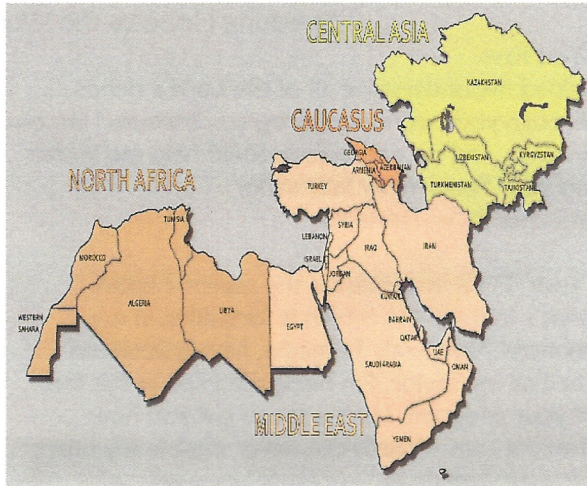 CENTRAL ASIA
KAZAKHSTAN
CAUCASUS
GEORGIA
ARMENIA
AZERBAIJAN
UZBEKISTAN
KYRGYZSTAN
TURKMENISTAN
TAJIKISTAN
NORTH AFRICA
TURKEY
TUNISIA
SYRIA
LEBANON
IRAQ
IRAN
MOROCCO
ISRAEL
JORDAN
ALGERIA
LIBYA
EGYPT
KUWAIT
WESTERN
SAHARA
BAHRAIN
QATAR
UAE
SAUDI ARABIA
OMAN
MIDDLE EAST
YEMEN